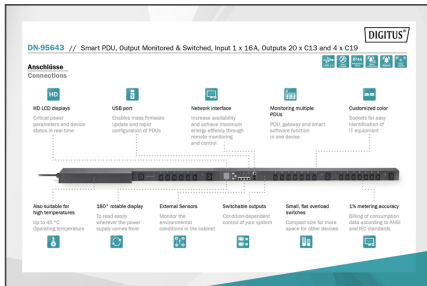 DIGITUS®
DN-95643 // Smart PDU, Output Monitored & Switched, Input 1 x 16A, Outputs 20 x C13 and 4 x C19
Anschlüsse
Connections
HD
HD LCD displays
Critical power
parameters and device
status in real time
USB port
Enables mass firmware
update and rapid
configuration of PDUs
Network interface
Increase availability
and achieve maximum
energy effiency through
remote monitoring
and control
Monitoring multiple
PDUs
PDU, gateway and smart
software function
in one device
Customized color
Sockets for easy
identification of
IT equipment
Also suitable for
high temperatures
Up to 45 °C
Operating temperature
180° rotable display
To read easily
wherever the power
supply comes from
External Sensors
Monitor the
environmental
conditions in the cabinet
Switchable outputs
Condition-dependent
control of your system
Small, flat overload
switches
Compact size for more
space for other devices
1% metering accuracy
Billing of consumption
data according to ANSI
and IEC standards